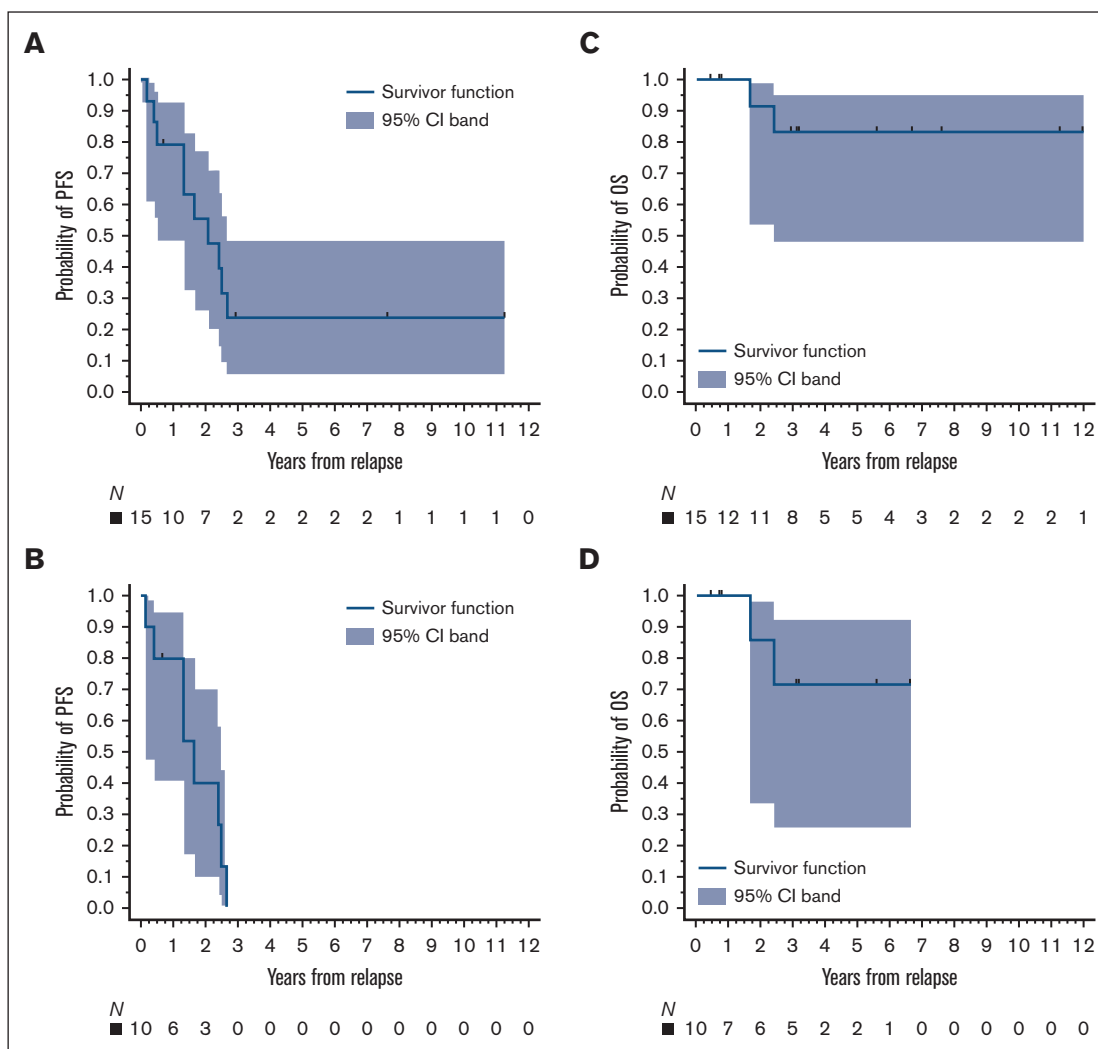 A
Probability of PFS
1.0
0.9
0.8
0.7
0.6
0.5
0.4
0.3
0.2
0.1
0.0
Survivor function
95% CI band
0 1 2 3 4 5 6 7 8 9 10 11 12
Years from relapse
N
15 10 7 2 2 2 2 2 1 1 1 1 0
C
Probability of OS
1.0
0.9
0.8
0.7
0.6
0.5
0.4
0.3
0.2
0.1
0.0
Survivor function
95% CI band
0 1 2 3 4 5 6 7 8 9 10 11 12
Years from relapse
N
15 12 11 8 5 5 4 3 2 2 2 2 1
B
Probability of PFS
1.0
0.9
0.8
0.7
0.6
0.5
0.4
0.3
0.2
0.1
0.0
Survivor function
95% CI band
0 1 2 3 4 5 6 7 8 9 10 11 12
Years from relapse
N
10 6 3 0 0 0 0 0 0 0 0 0 0
D
Probability of OS
1.0
0.9
0.8
0.7
0.6
0.5
0.4
0.3
0.2
0.1
0.0
Survivor function
95% CI band
0 1 2 3 4 5 6 7 8 9 10 11 12
Years from relapse
N
10 7 6 5 2 2 1 0 0 0 0 0 0